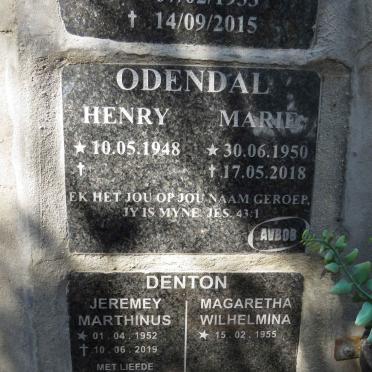 ✝ 14/09/2015
ODENDAL
HENRY MARIE
★ 10.05.1948 ★ 30.06.1950
✝ ✝ 17.05.2018
EK HET JOU OP JOU NAAM GEROEP,
JY IS MYNE. JES. 43:1
AVBOB
DENTON
JEREMEY MAGARETHA
MARTHINUS WILHELMINA
★ 01 . 04 . 1952 ★ 15 . 02 . 1955
✝ 10 . 06 . 2019
MET LIEFDE